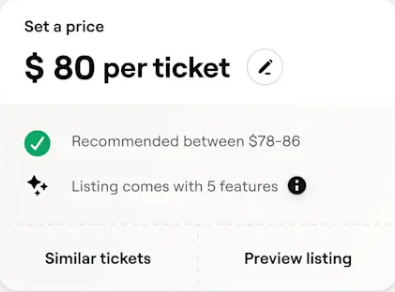 Set a price
$ 80 per ticket
Recommended between $78-86
Listing comes with 5 features
Similar tickets
Preview listing